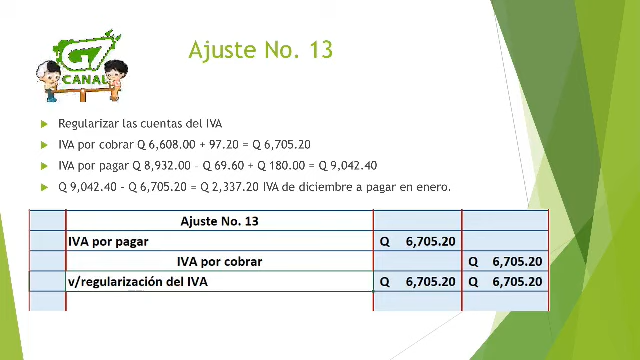 G7
CANAL
Ajuste No. 13
Regularizar las cuentas del IVA
IVA por cobrar Q 6,608.00 + 97.20 = Q 6,705.20
IVA por pagar Q 8,932.00 – Q 69.60 + Q 180.00 = Q 9,042.40
Q 9,042.40 – Q 6,705.20 = Q 2,337.20 IVA de diciembre a pagar en enero.
Ajuste No. 13
IVA por pagar Q 6,705.20
IVA por cobrar Q 6,705.20
v/regularización del IVA Q 6,705.20 Q 6,705.20